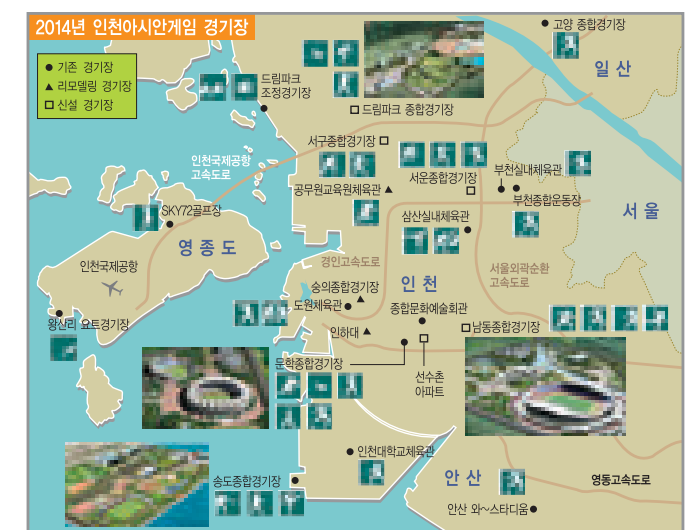 2014년 인천아시안게임 경기장
● 기존 경기장
▲ 리모델링 경기장
□ 신설 경기장
고양 종합경기장
일산
드림파크
조정경기장
드림파크 종합경기장
인천국제공항
고속도로
서구종합경기장
서운종합경기장
부천실내체육관
공무원교육원체육관
부천종합운동장
SKY72골프장
삼산실내체육관
서울
영종도
인천국제공항
경인고속도로
서울외곽순환
고속도로
인천
숭의종합경기장
도원체육관
종합문화예술회관
왕산리 요트경기장
인하대
남동종합경기장
문학종합경기장
선수촌
아파트
인천대학교체육관
송도종합경기장
안산
영동고속도로
안산 와~스타디움